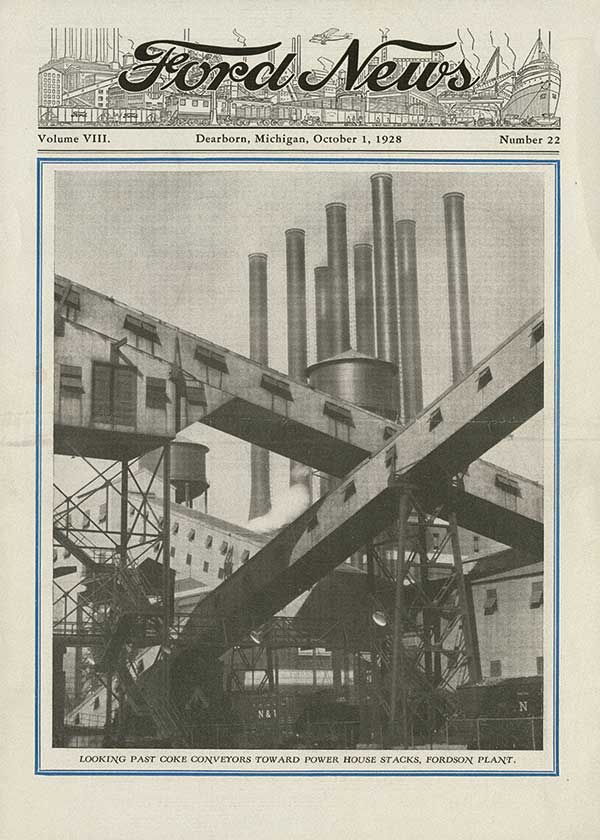 Ford News
Volume VIII. Dearborn, Michigan, October 1, 1928 Number 22
N&W
N
LOOKING PAST COKE CONVEYORS TOWARD POWER HOUSE STACKS, FORDSON PLANT.